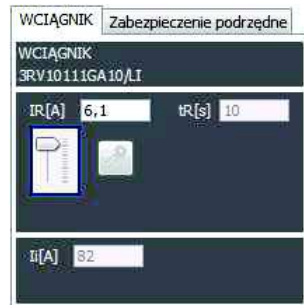 WCIĄGNIK Zabezpieczenie podrzędne
WCIĄGNIK
3RV10111GA10/LI
IR[A] 6,1 tR[s] 10
Ii[A] 82